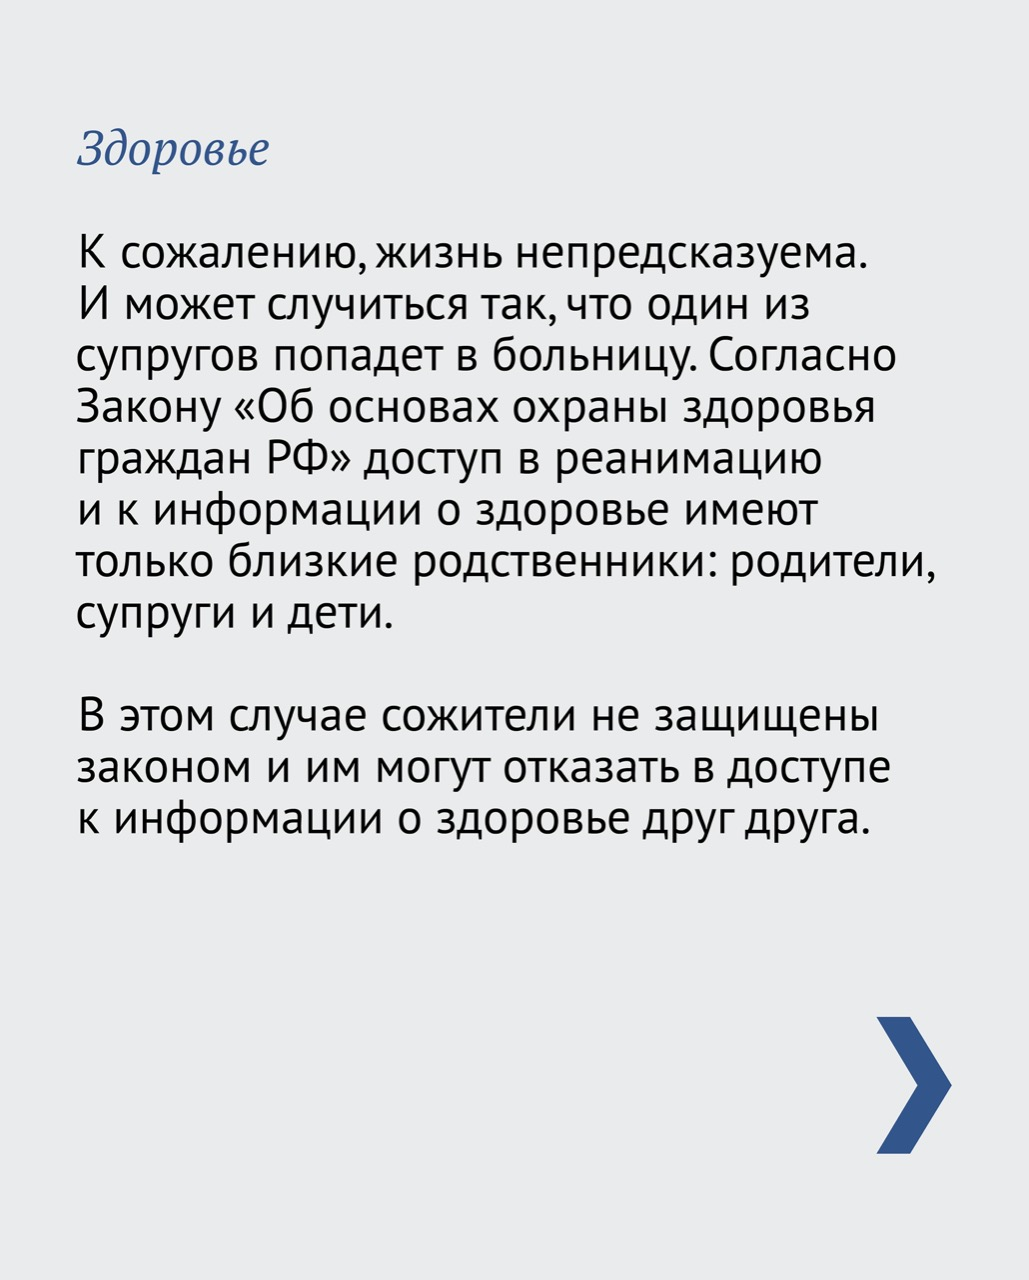 Здоровье
К сожалению, жизнь непредсказуема.
И может случиться так, что один из
супругов попадет в больницу. Согласно
Закону «Об основах охраны здоровья
граждан РФ» доступ в реанимацию
и к информации о здоровье имеют
только близкие родственники: родители,
супруги и дети.
В этом случае сожители не защищены
законом и им могут отказать в доступе
к информации о здоровье друг друга.